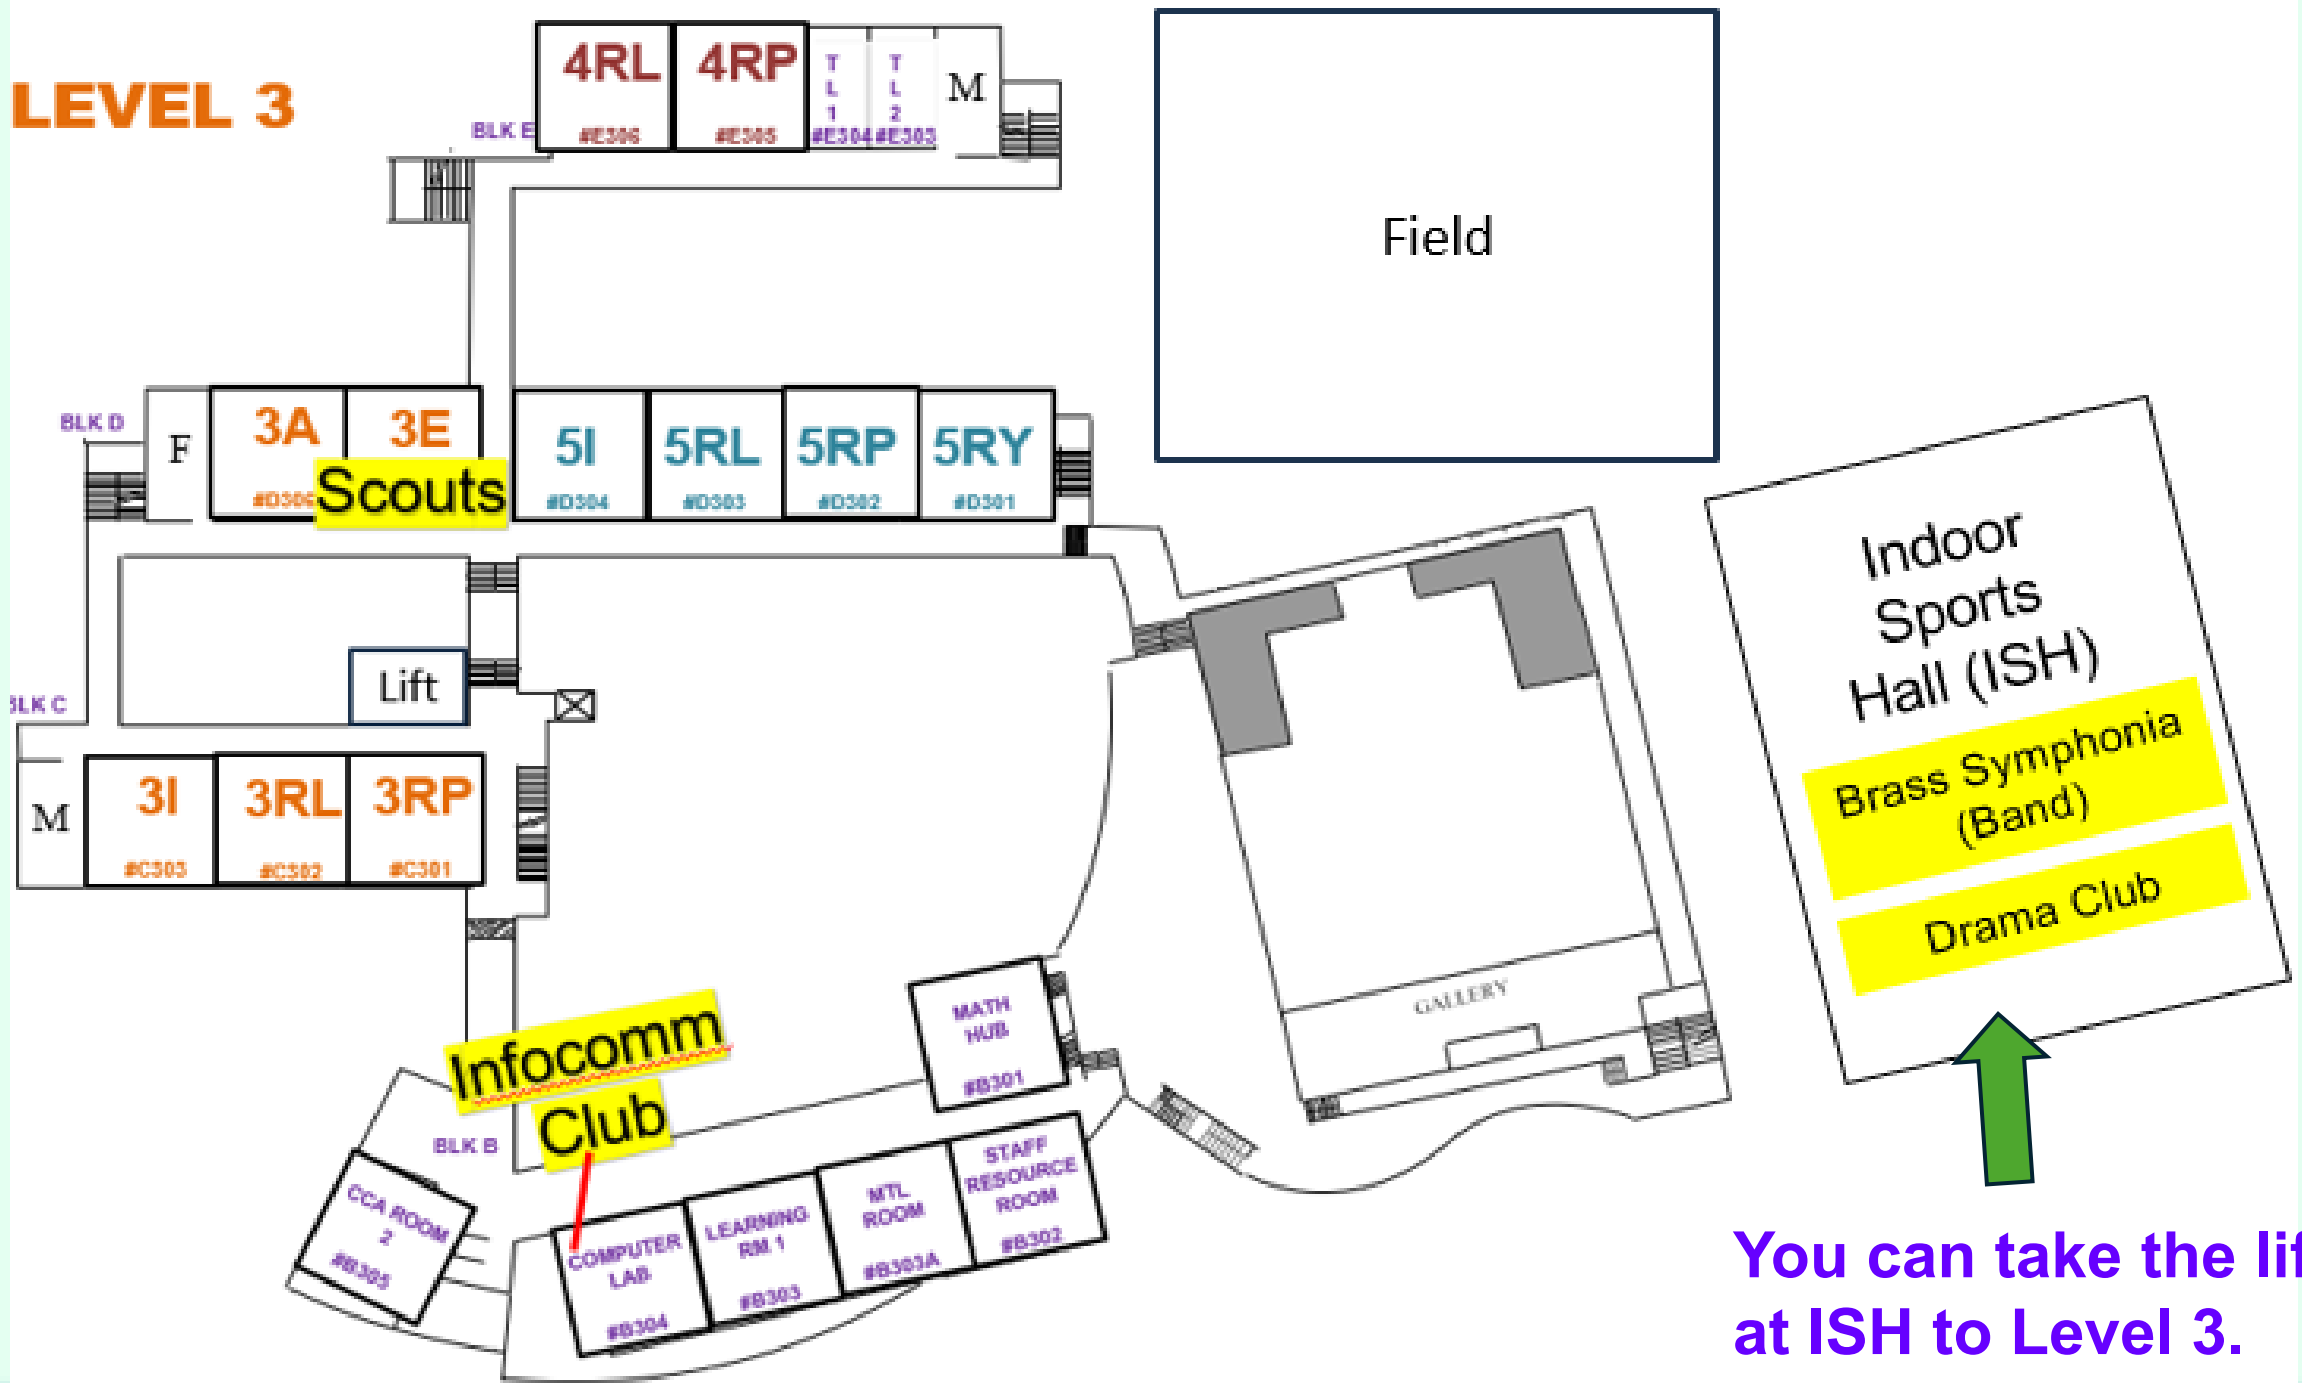 LEVEL 3
BLK E
4RL
#E306
4RP
#E305
T
L
1
#E304
T
L
2
#E303
M
Field
BLK D
F
3A
3E
Scouts
5I
#D304
5RL
#D303
5RP
#D302
5RY
#D301
Lift
BLK C
M
3I
#C303
3RL
#C302
3RP
#C301
Indoor
Sports
Hall (ISH)
Brass Symphonia
(Band)
Drama Club
GALLERY
MATH
HUB
#B301
Infocomm
Club
BLK B
CCA ROOM
2
#B305
COMPUTER
LAB
#B304
LEARNING
RM 1
#B303
MTL
ROOM
#B303A
STAFF
RESOURCE
ROOM
#B302
You can take the
at ISH to Level 3.